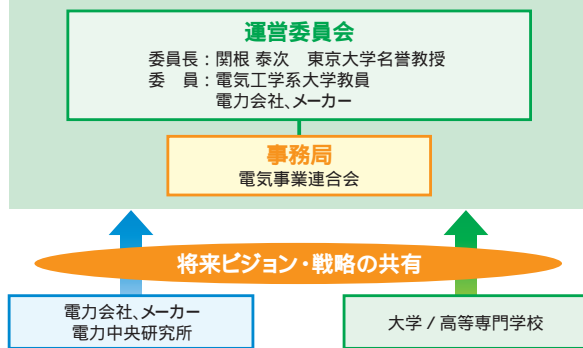 運営委員会
委員長：関根 泰次　東京大学名誉教授
委　員：電気工学系大学教員
電力会社、メーカー
事務局
電気事業連合会
将来ビジョン・戦略の共有
電力会社、メーカー
電力中央研究所
大学 / 高等専門学校